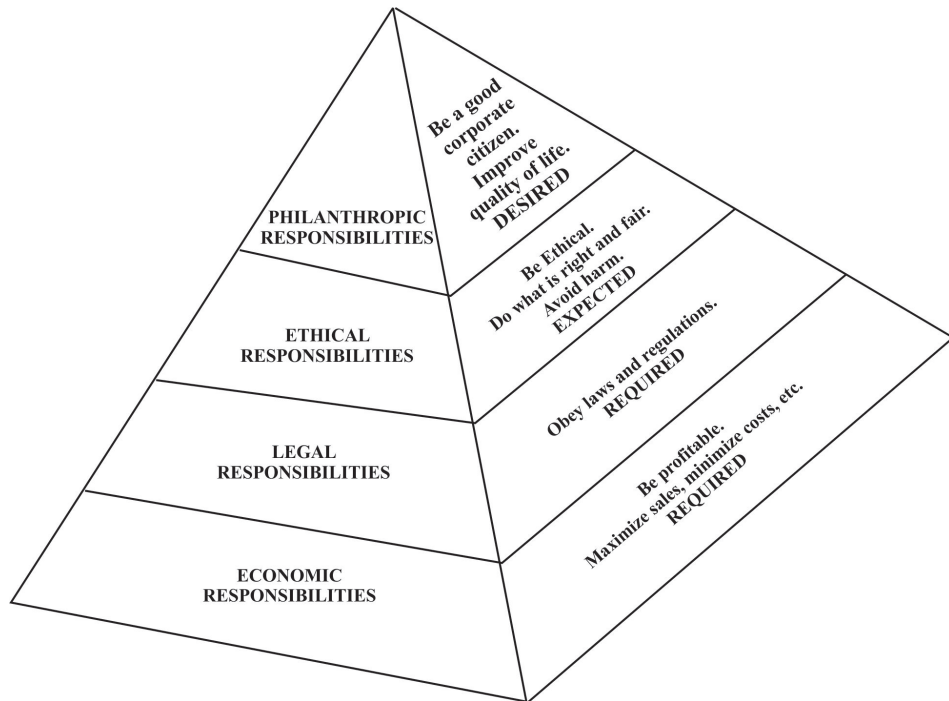 PHILANTHROPIC
RESPONSIBILITIES
Be a good
corporate
citizen.
Improve
quality of life.
DESIRED
ETHICAL
RESPONSIBILITIES
Be Ethical.
Do what is right and fair.
Avoid harm.
EXPECTED
LEGAL
RESPONSIBILITIES
Obey laws and regulations.
REQUIRED
ECONOMIC
RESPONSIBILITIES
Be profitable.
Maximize sales, minimize costs, etc.
REQUIRED